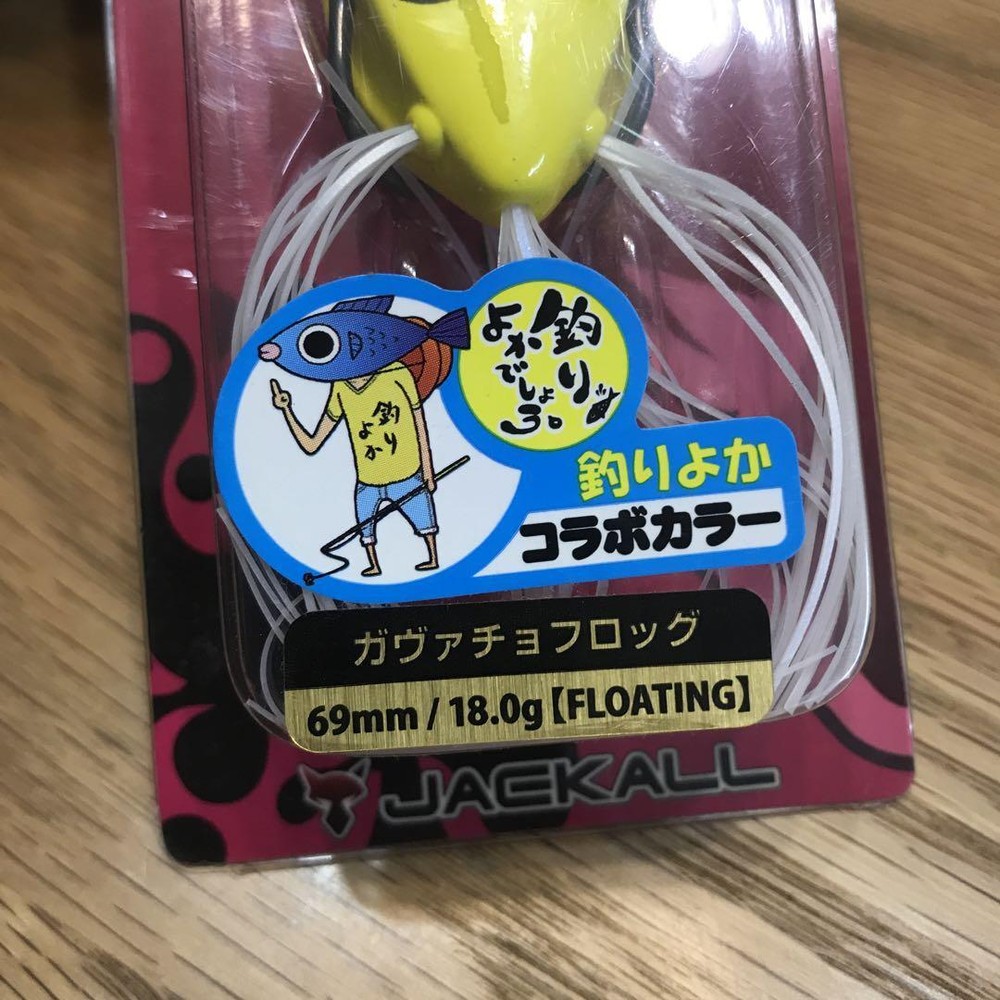 釣り
よかでしょう。
釣り
よか
釣りよか
コラボカラー
ガヴァチョフロッグ
69mm / 18.0g【FLOATING】
JACKALL